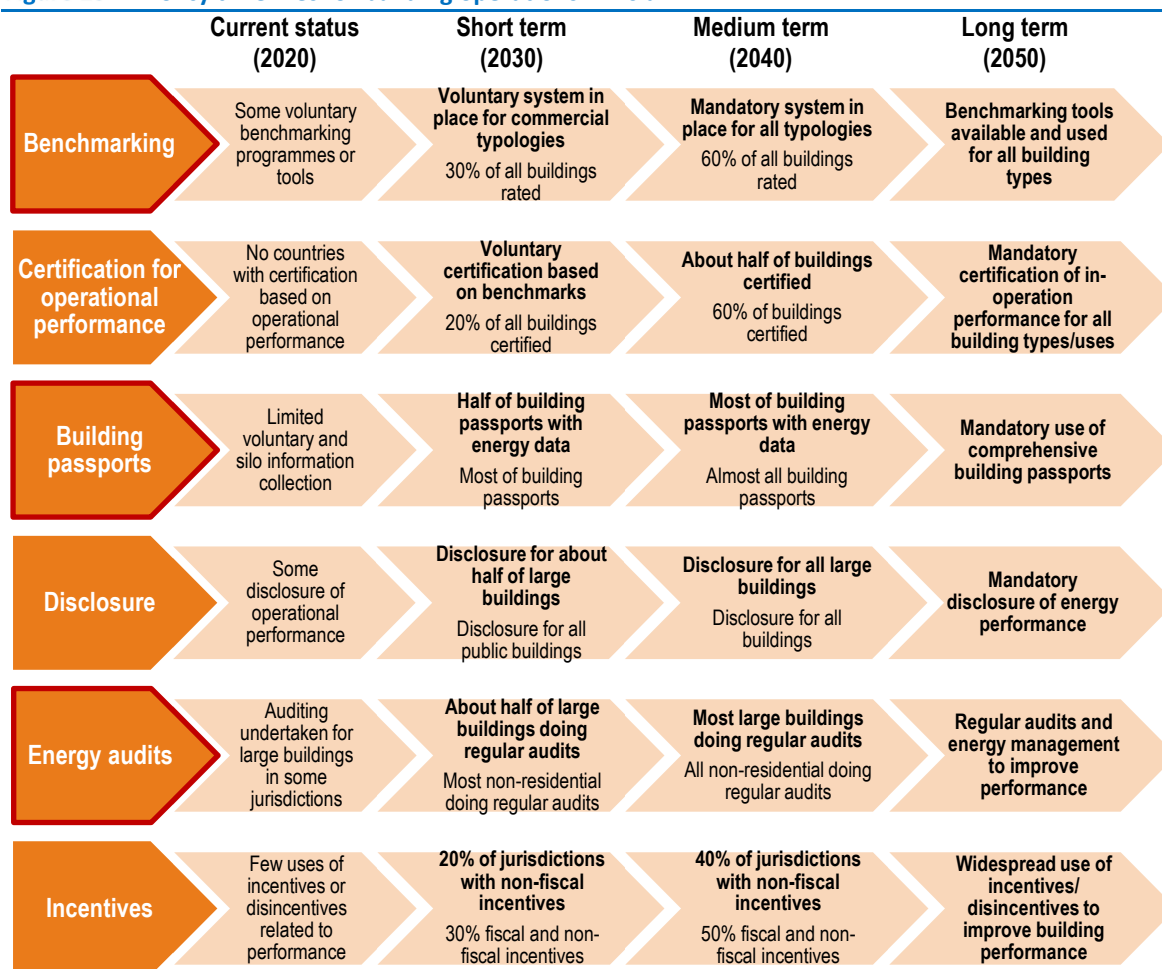 Current status
(2020)
Short term
(2030)
Medium term
(2040)
Long term
(2050)
Benchmarking
Some voluntary
benchmarking
programmes or
tools
Voluntary system in
place for commercial
typologies
30% of all buildings
rated
Mandatory system in
place for all typologies
60% of all buildings
rated
Benchmarking tools
available and used
for all building
types
Certification for
operational
performance
No countries
with certification
based on
operational
performance
Voluntary
certification based
on benchmarks
20% of all buildings
certified
About half of buildings
certified
60% of buildings
certified
Mandatory
certification of in-
operation
performance for all
building types/uses
Building
passports
Limited
voluntary and
silo information
collection
Half of building
passports with
energy data
Most of building
passports
Most of building
passports with energy
data
Almost all building
passports
Mandatory use of
comprehensive
building passports
Disclosure
Some
disclosure of
operational
performance
Disclosure for about
half of large
buildings
Disclosure for all
public buildings
Disclosure for all large
buildings
Disclosure for all
buildings
Mandatory
disclosure of energy
performance
Energy audits
Auditing
undertaken for
large buildings
in some
jurisdictions
About half of large
buildings doing
regular audits
Most non-residential
doing regular audits
Most large buildings
doing regular audits
All non-residential doing
regular audits
Regular audits and
energy management
to improve
performance
Incentives
Few uses of
incentives or
disincentives
related to
performance
20% of jurisdictions
with non-fiscal
incentives
30% fiscal and non-
fiscal incentives
40% of jurisdictions
with non-fiscal
incentives
50% fiscal and non-
fiscal incentives
Widespread use of
incentives/
disincentives to
improve building
performance